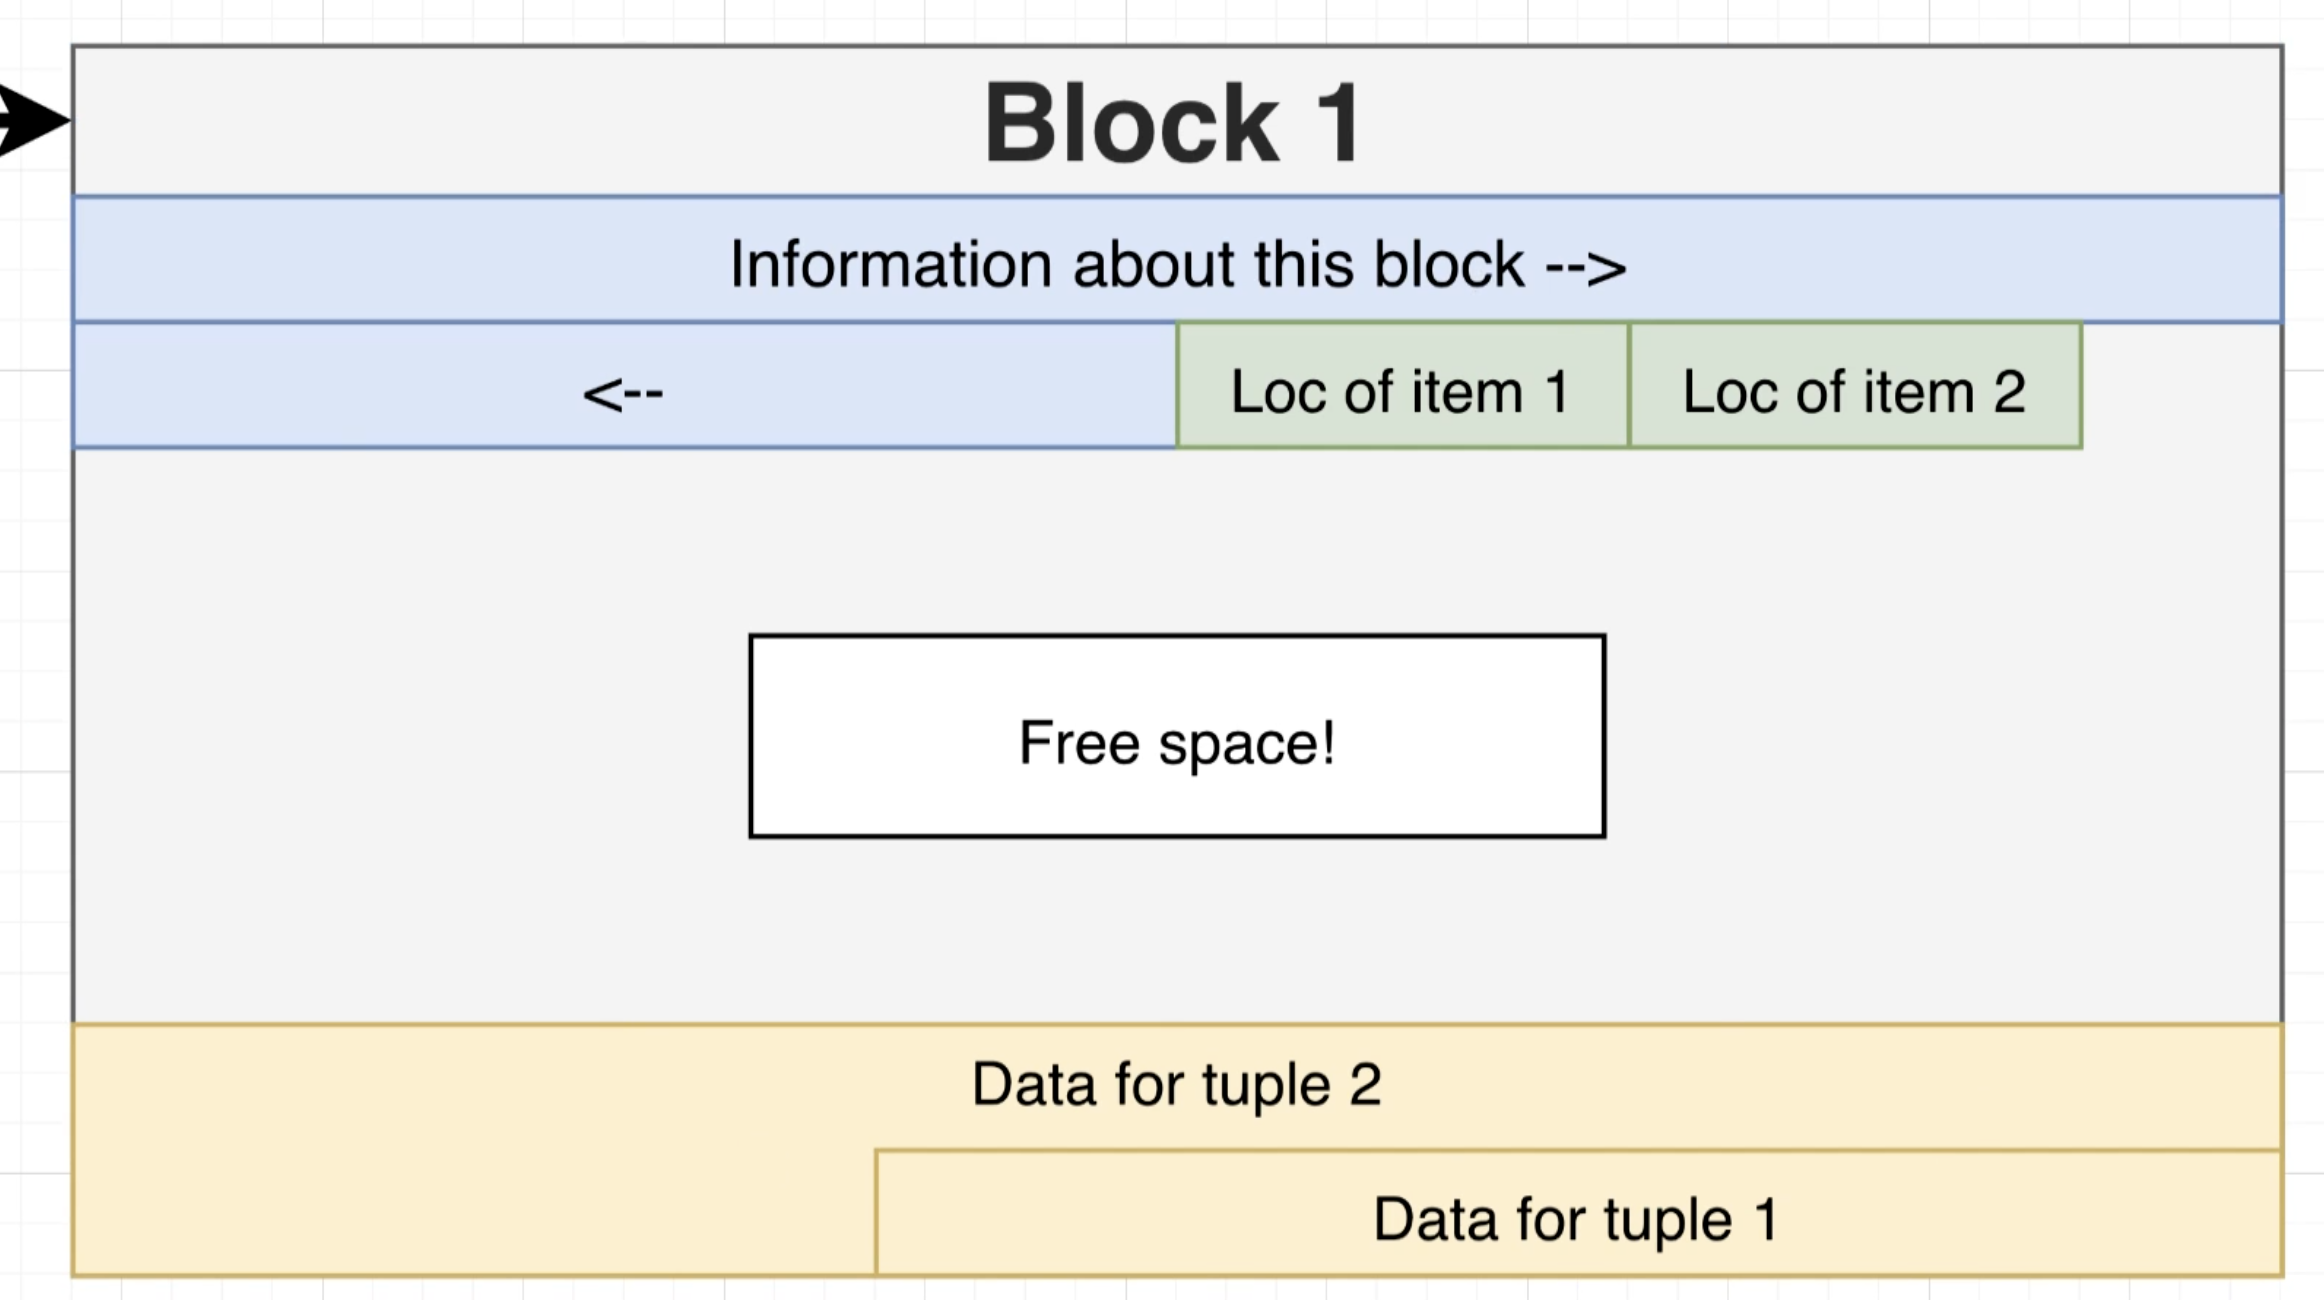 Block 1
Information about this block -->
<--
Loc of item 1
Loc of item 2
Free space!
Data for tuple 2
Data for tuple 1